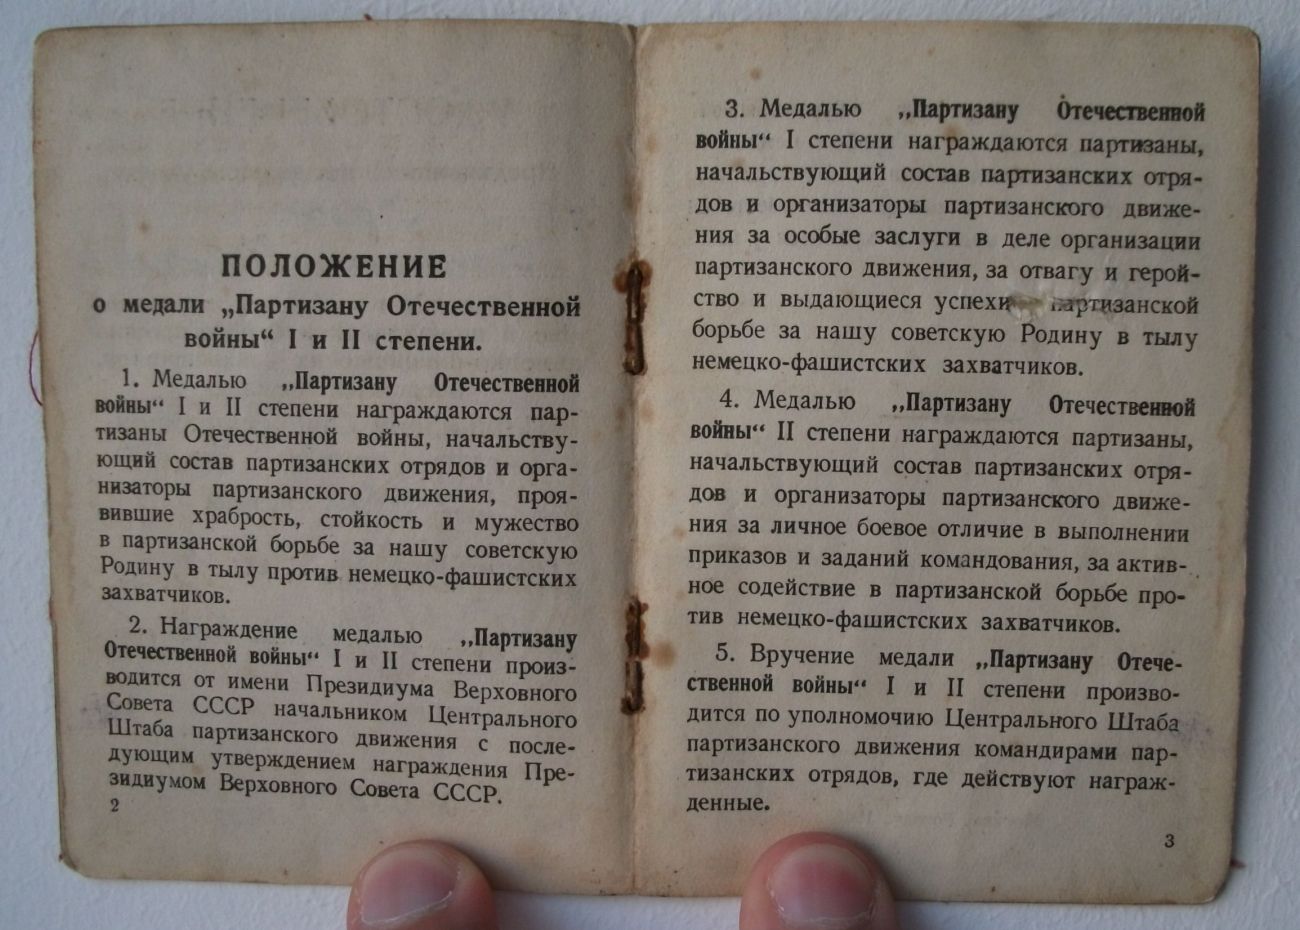 ПОЛОЖЕНИЕ
о медали „Партизану Отечественной
войны“ I и II степени.
1. Медалью „Партизану Отечественной
войны“ I и II степени награждаются пар-
тизаны Отечественной войны, начальству-
ющий состав партизанских отрядов и орга-
низаторы партизанского движения, проя-
вившие храбрость, стойкость и мужество
в партизанской борьбе за нашу советскую
Родину в тылу против немецко-фашистских
захватчиков.
2. Награждение медалью „Партизану
Отечественной войны“ I и II степени произ-
водится от имени Президиума Верховного
Совета СССР начальником Центрального
Штаба партизанского движения с после-
дующим утверждением награждения Пре-
зидиумом Верховного Совета СССР.
2
3. Медалью „Партизану Отечественной
войны“ I степени награждаются партизаны,
начальствующий состав партизанских отря-
дов и организаторы партизанского движе-
ния за особые заслуги в деле организации
партизанского движения, за отвагу и герой-
ство и выдающиеся успехи партизанской
борьбе за нашу советскую Родину в тылу
немецко-фашистских захватчиков.
4. Медалью „Партизану Отечественной
войны“ II степени награждаются партизаны,
начальствующий состав партизанских отря-
дов и организаторы партизанского движе-
ния за личное боевое отличие в выполнении
приказов и заданий командования, за актив-
ное содействие в партизанской борьбе про-
тив немецко-фашистских захватчиков.
5. Вручение медали „Партизану Отече-
ственной войны“ I и II степени произво-
дится по уполномочию Центрального Штаба
партизанского движения командирами пар-
тизанских отрядов, где действуют награж-
денные.
3